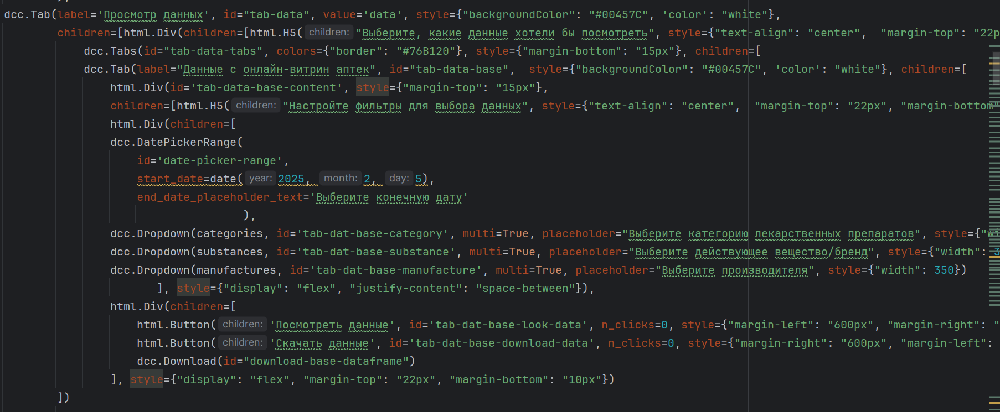 dcc.Tab(label='Просмотр данных', id="tab-data", value='data', style={"backgroundColor": "#00457C", 'color': "white"},
children=[html.Div(children=[html.H5( children: "Выберите, какие данные хотели бы посмотреть", style={"text-align": "center",  "margin-top": "22p
dcc.Tabs(id="tab-data-tabs", colors={"border": "#76B120"}, style={"margin-bottom": "15px"}, children=[
dcc.Tab(label="Данные с онлайн-витрин аптек", id="tab-data-base",  style={"backgroundColor": "#00457C", 'color': "white"}, children=[
html.Div(id='tab-data-base-content', style={"margin-top": "15px"},
children=[html.H5( children: "Настройте фильтры для выбора данных", style={"text-align": "center",  "margin-top": "22px", "margin-bottom"
html.Div(children=[
dcc.DatePickerRange(
id='date-picker-range',
start_date=date( year: 2025, month: 2, day: 5),
end_date_placeholder_text='Выберите конечную дату'
),
dcc.Dropdown(categories, id='tab-dat-base-category', multi=True, placeholder="Выберите категорию лекарственных препаратов", style={"wi
dcc.Dropdown(substances, id='tab-dat-base-substance', multi=True, placeholder="Выберите действующее вещество/бренд", style={"width": 3
dcc.Dropdown(manufactures, id='tab-dat-base-manufacture', multi=True, placeholder="Выберите производителя", style={"width": 350})
], style={"display": "flex", "justify-content": "space-between"}),
html.Div(children=[
html.Button( children: 'Посмотреть данные', id='tab-dat-base-look-data', n_clicks=0, style={"margin-left": "600px", "margin-right": "
html.Button( children: 'Скачать данные', id='tab-dat-base-download-data', n_clicks=0, style={"margin-right": "600px", "margin-left":
dcc.Download(id="download-base-dataframe")
], style={"display": "flex", "margin-top": "22px", "margin-bottom": "10px"})
])